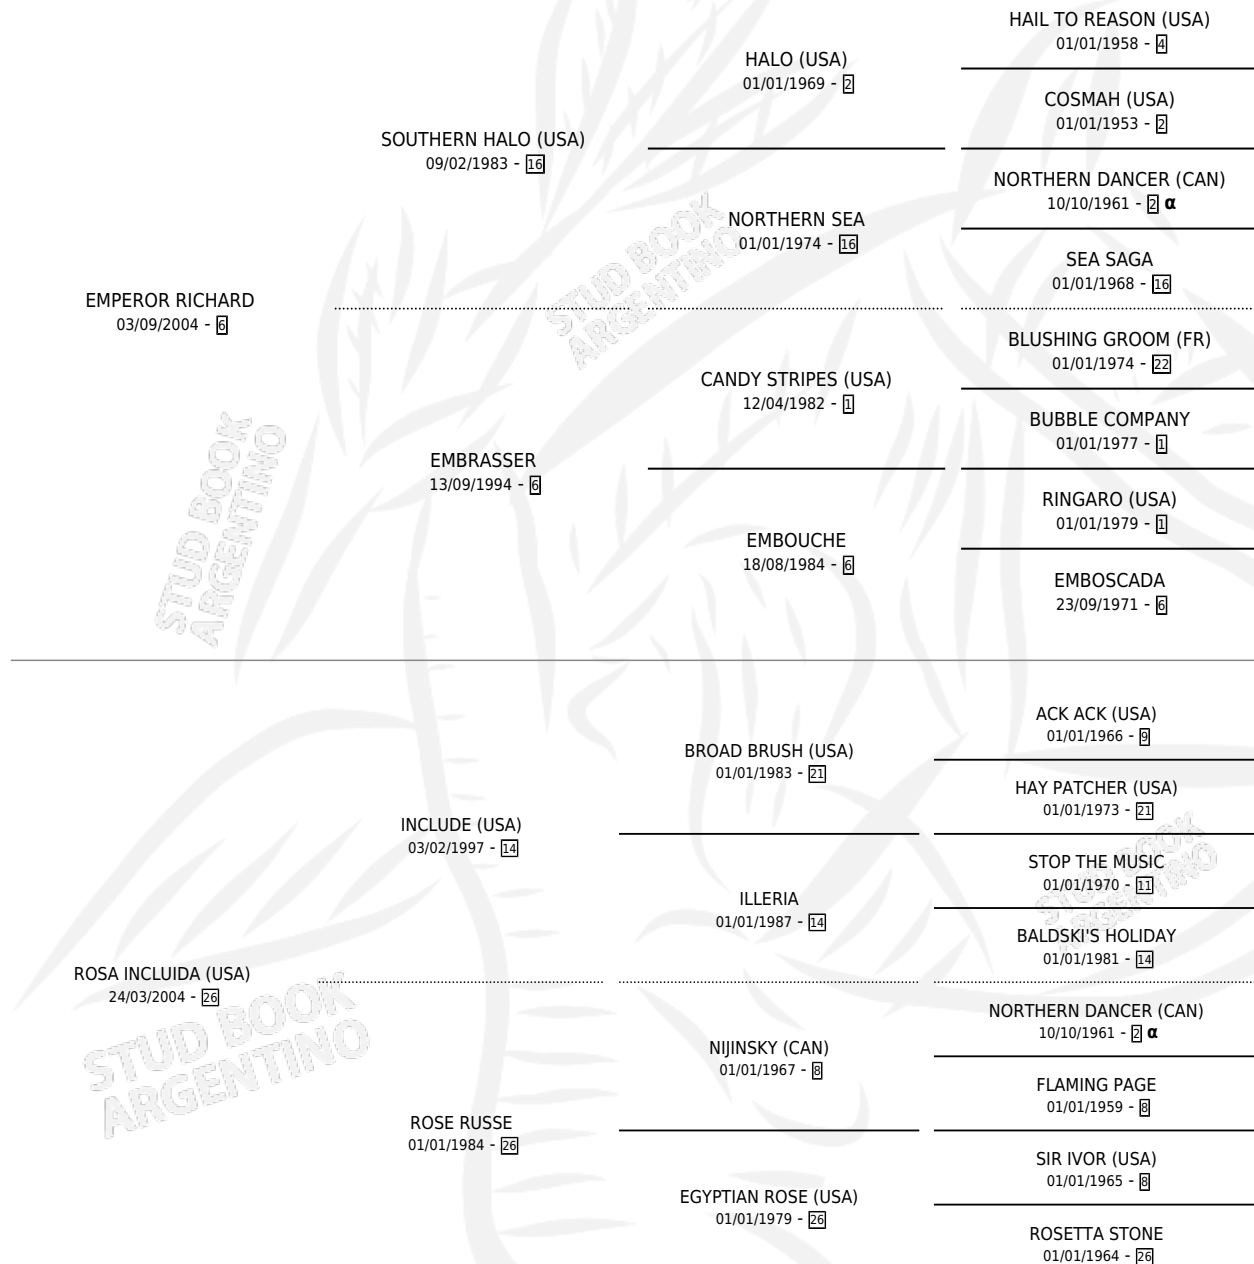 HAIL TO REASON (USA)
01/01/1958 - 4
HALO (USA)
01/01/1969 - 2
COSMAH (USA)
01/01/1953 - 2
SOUTHERN HALO (USA)
09/02/1983 - 16
NORTHERN DANCER (CAN)
10/10/1961 - 2 α
NORTHERN SEA
01/01/1974 - 16
SEA SAGA
01/01/1968 - 16
STUD BOOK
ARGENTINO
EMPEROR RICHARD
03/09/2004 - 6
BLUSHING GROOM (FR)
01/01/1974 - 22
CANDY STRIPES (USA)
12/04/1982 - 1
BUBBLE COMPANY
01/01/1977 - 1
EMBRASSER
13/09/1994 - 6
RINGARO (USA)
01/01/1979 - 1
EMBOUCHE
18/08/1984 - 6
EMBOSCADA
23/09/1971 - 6
STUD BOOK
ARGENTINO
ACK ACK (USA)
01/01/1966 - 9
BROAD BRUSH (USA)
01/01/1983 - 21
HAY PATCHER (USA)
01/01/1973 - 21
INCLUDE (USA)
03/02/1997 - 14
STOP THE MUSIC
01/01/1970 - 11
ILLERIA
01/01/1987 - 14
BALDSKI'S HOLIDAY
01/01/1981 - 14
STUD BOOK
ARGENTINO
ROSA INCLUIDA (USA)
24/03/2004 - 26
NORTHERN DANCER (CAN)
10/10/1961 - 2 α
NIJINSKY (CAN)
01/01/1967 - 8
FLAMING PAGE
01/01/1959 - 8
STUD BOOK
ARGENTINO
ROSE RUSSE
01/01/1984 - 26
SIR IVOR (USA)
01/01/1965 - 8
EGYPTIAN ROSE (USA)
01/01/1979 - 26
ROSETTA STONE
01/01/1964 - 26